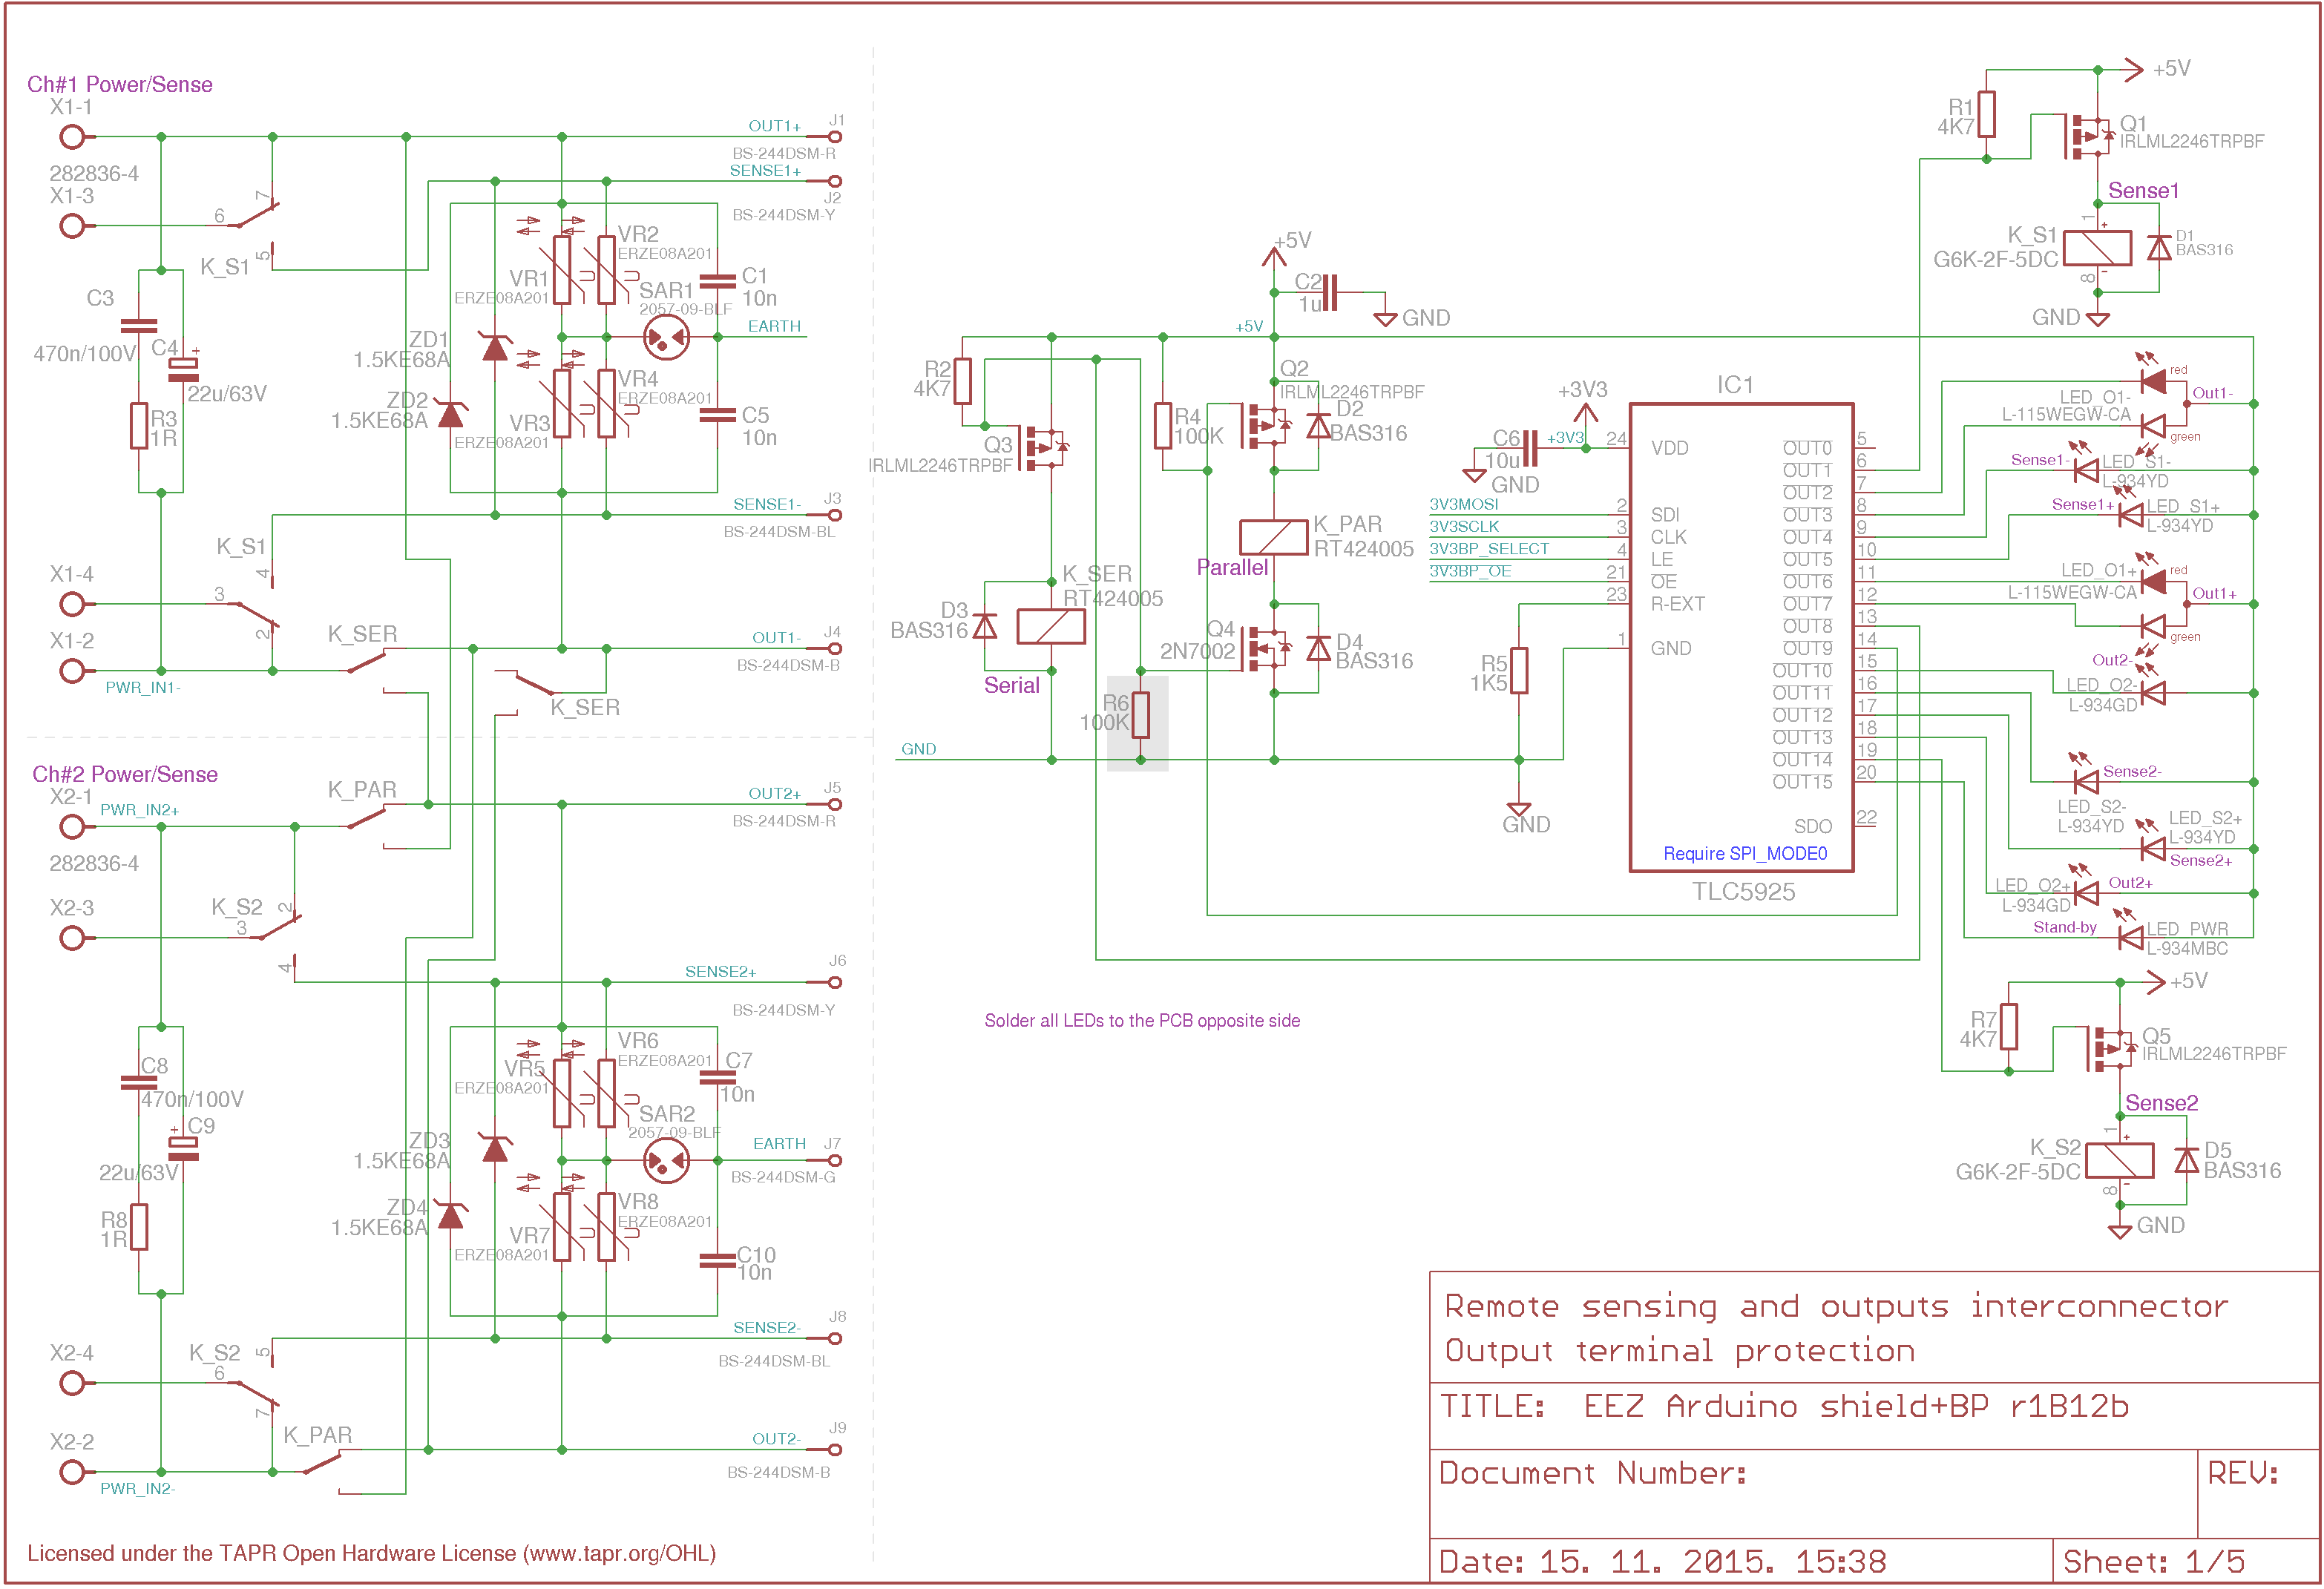 Ch#1 Power/Sense
X1-1
282836-4
X1-3
6
7
5
K_S1
C3
470n/100V
C4
+
22u/63V
R3
1R
OUT1+
J1
BS-244DSM-R
SENSE1+
J2
BS-244DSM-Y
VR2
ERZE08A201
VR1
ERZE08A201
SAR1
2057-09-BLF
C1
10n
EARTH
ZD1
1.5KE68A
ZD2
1.5KE68A
VR4
ERZE08A201
VR3
ERZE08A201
C5
10n
SENSE1-
J3
BS-244DSM-BL
K_S1
4
3
2
X1-4
X1-2
PWR_IN1-
K_SER
OUT1-
J4
BS-244DSM-B
K_SER
Ch#2 Power/Sense
X2-1
PWR_IN2+
282836-4
K_PAR
OUT2+
J5
BS-244DSM-R
X2-3
K_S2
3
2
4
SENSE2+
J6
BS-244DSM-Y
C8
470n/100V
+
C9
22u/63V
R8
1R
VR6
ERZE08A201
VR5
ERZE08A201
C7
10n
SAR2
2057-09-BLF
EARTH
J7
BS-244DSM-G
ZD3
1.5KE68A
ZD4
1.5KE68A
VR8
ERZE08A201
VR7
ERZE08A201
C10
10n
SENSE2-
J8
BS-244DSM-BL
X2-4
K_S2
5
6
7
X2-2
PWR_IN2-
K_PAR
OUT2-
J9
BS-244DSM-B
Licensed under the TAPR Open Hardware License (www.tapr.org/OHL)
+5V
C2
1u
GND
+5V
R2
4K7
Q3
IRLML2246TRPBF
R4
100K
Q2
IRLML2246TRPBF
D2
BAS316
K_PAR
RT424005
Parallel
K_SER
RT424005
D3
BAS316
Serial
Q4
2N7002
D4
BAS316
R6
100K
GND
+3V3
C6
10u
+3V3
GND
3V3MOSI
3V3SCLK
3V3BP_SELECT
3V3BP_OE
R5
1K5
GND
IC1
24 VDD
2 SDI
3 CLK
4 LE
21 OE
23 R-EXT
1 GND
OUT0 5
OUT1 6
OUT2 7
OUT3 8
OUT4 9
OUT5 10
OUT6 11
OUT7 12
OUT8 13
OUT9 14
OUT10 15
OUT11 16
OUT12 17
OUT13 18
OUT14 19
OUT15 20
SDO 22
Require SPI_MODE0
TLC5925
Solder all LEDs to the PCB opposite side
+5V
R1
4K7
Q1
IRLML2246TRPBF
Sense1
1
+
K_S1
G6K-2F-5DC
8
-
D1
BAS316
GND
red
LED_O1-
L-115WEGW-CA
Out1-
green
Sense1-
LED_S1-
L-934YD
Sense1+
LED_S1+
L-934YD
red
LED_O1+
L-115WEGW-CA
Out1+
green
Out2-
LED_O2-
L-934GD
Sense2-
LED_S2-
L-934YD
LED_S2+
L-934YD
Sense2+
LED_O2+
L-934GD
Out2+
Stand-by
LED_PWR
L-934MBC
+5V
R7
4K7
Q5
IRLML2246TRPBF
Sense2
1
+
K_S2
G6K-2F-5DC
8
-
D5
BAS316
GND
Remote sensing and outputs interconnector
Output terminal protection
TITLE: EEZ Arduino shield+BP r1B12b
Document Number:
REV:
Date: 15. 11. 2015. 15:38
Sheet: 1/5